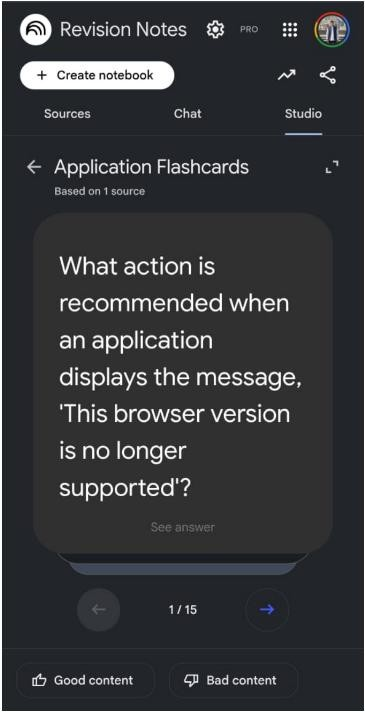 Revision Notes
PRO
+ Create notebook
Sources
Chat
Studio
Application Flashcards
Based on 1 source
What action is
recommended when
an application
displays the message,
'This browser version
is no longer
supported'?
See answer
1 / 15
Good content
Bad content